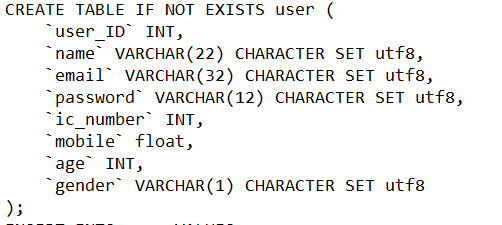 CREATE TABLE IF NOT EXISTS user (
    `user_ID` INT,
    `name` VARCHAR(22) CHARACTER SET utf8,
    `email` VARCHAR(32) CHARACTER SET utf8,
    `password` VARCHAR(12) CHARACTER SET utf8,
    `ic_number` INT,
    `mobile` float,
    `age` INT,
    `gender` VARCHAR(1) CHARACTER SET utf8
);